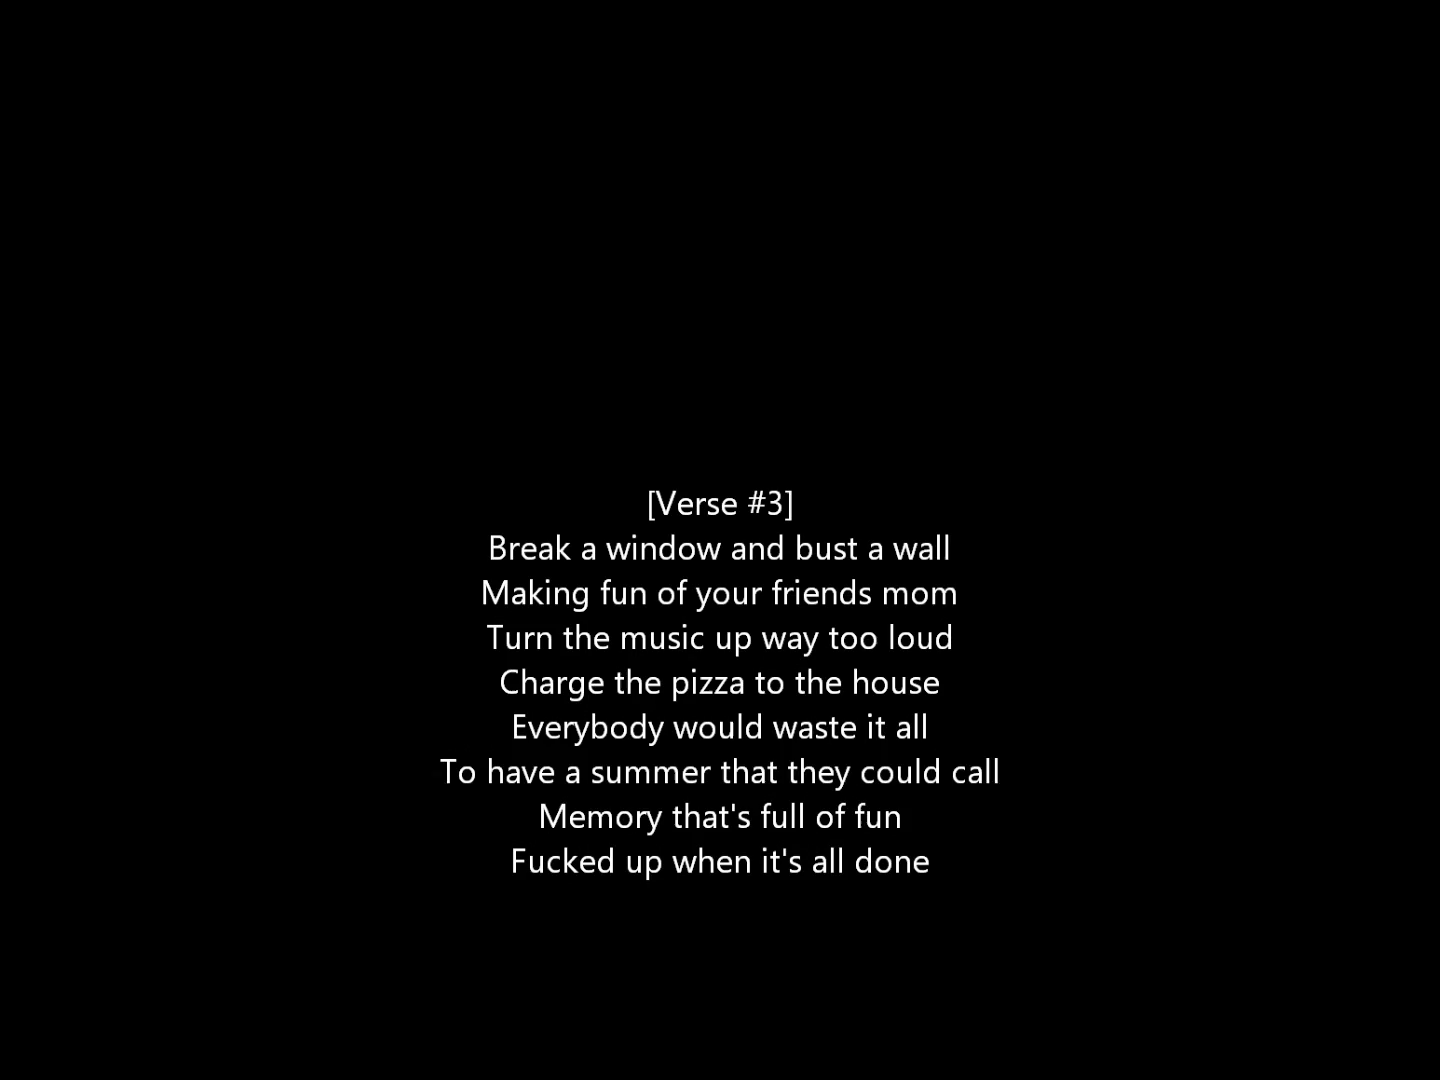 [Verse #3]
Break a window and bust a wall
Making fun of your friends mom
Turn the music up way too loud
Charge the pizza to the house
Everybody would waste it all
To have a summer that they could call
Memory that's full of fun
Fucked up when it's all done